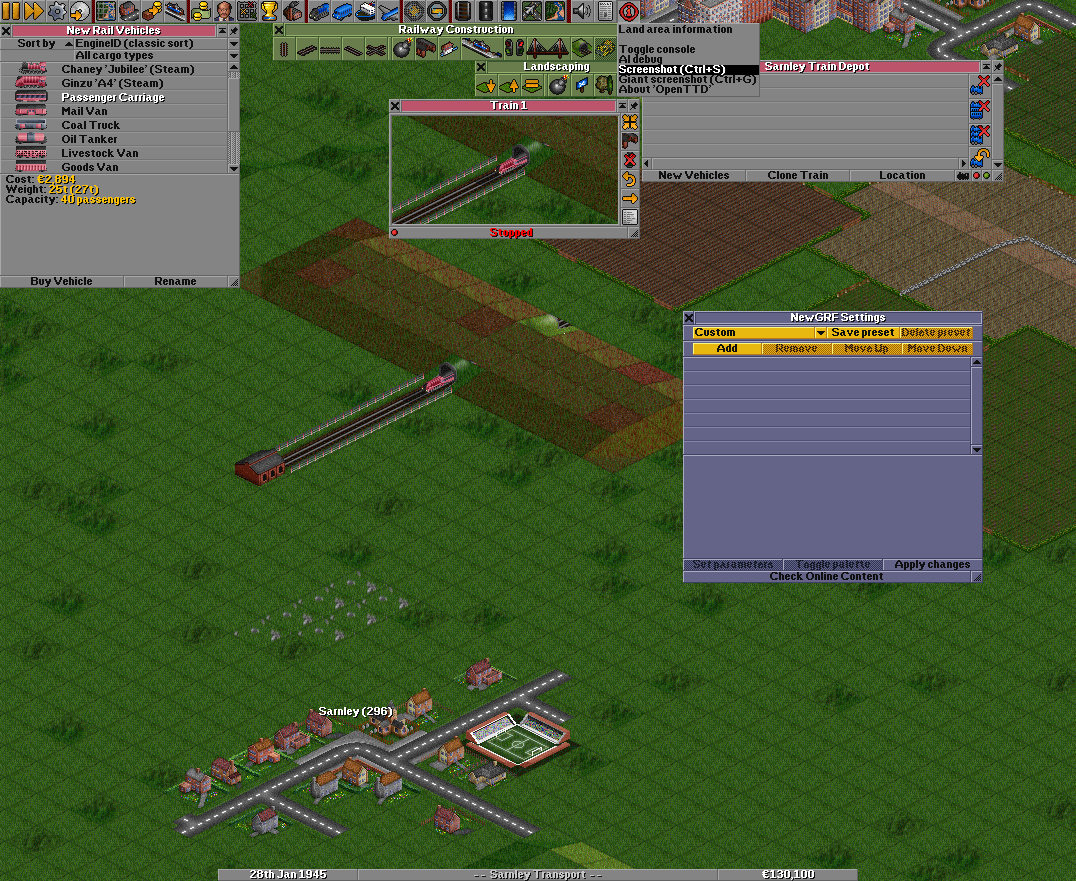 New Rail Vehicles
Sort by
EngineID (classic sort)
All cargo types
Chaney 'Jubilee' (Steam)
Ginzu 'A4' (Steam)
Passenger Carriage
Mail Van
Coal Truck
Oil Tanker
Livestock Van
Goods Van
Cost: €2,894
Weight: 25t (27t)
Capacity: 40 passengers
Buy Vehicle
Rename
Railway Construction
Landscaping
Land area information
Toggle console
AI debug
Screenshot (Ctrl+S)
Giant screenshot (Ctrl+G)
About 'OpenTTD'
Sarnley Train Depot
New Vehicles
Clone Train
Location
Train 1
Stopped
NewGRF Settings
Custom
Save preset
Delete preset
Add
Remove
Move Up
Move Down
Set parameters
Toggle palette
Apply changes
Check Online Content
Sarnley (296)
28th Jan 1945
-- Sarnley Transport --
€130,100